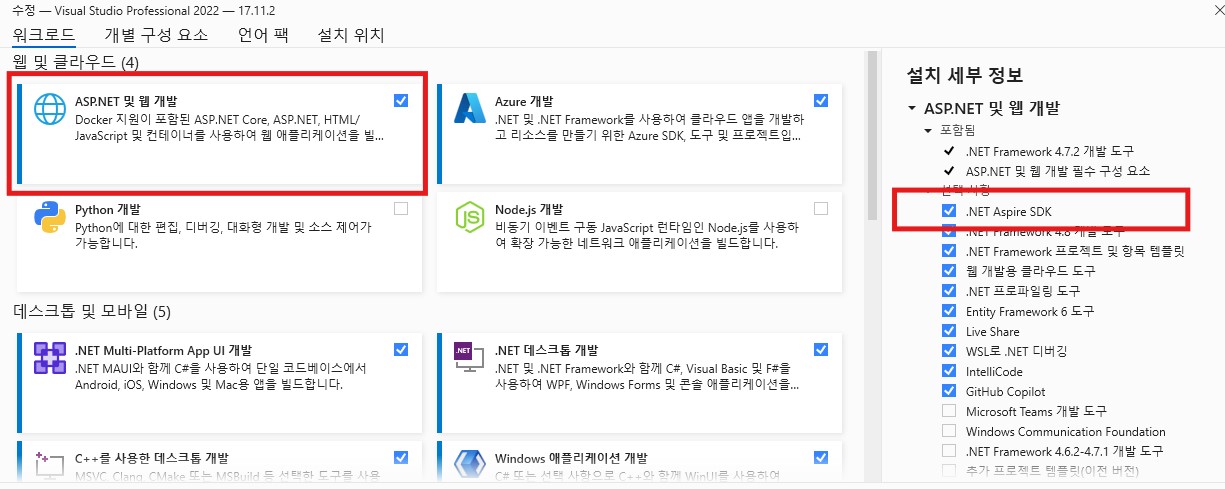 수정 — Visual Studio Professional 2022 — 17.11.2
워크로드 개별 구성 요소 언어 팩 설치 위치
웹 및 클라우드 (4)
ASP.NET 및 웹 개발
Docker 지원이 포함된 ASP.NET Core, ASP.NET, HTML/
JavaScript 및 컨테이너를 사용하여 웹 애플리케이션을 빌...
Azure 개발
.NET 및 .NET Framework를 사용하여 클라우드 앱을 개발하
고 리소스를 만들기 위한 Azure SDK, 도구 및 프로젝트입...
Python 개발
Python에 대한 편집, 디버깅, 대화형 개발 및 소스 제어가
가능합니다.
Node.js 개발
비동기 이벤트 구동 JavaScript 런타임인 Node.js를 사용하
여 확장 가능한 네트워크 애플리케이션을 빌드합니다.
데스크톱 및 모바일 (5)
.NET Multi-Platform App UI 개발
.NET MAUI와 함께 C#을 사용하여 단일 코드베이스에서
Android, iOS, Windows 및 Mac용 앱을 빌드합니다.
.NET 데스크톱 개발
.NET 및 .NET Framework와 함께 C#, Visual Basic 및 F#을
사용하여 WPF, Windows Forms 및 콘솔 애플리케이션을...
C++를 사용한 데스크톱 개발
MSVC, Clang, CMake 또는 MSBuild 등 선택한 도구를 사용
Windows 애플리케이션 개발
C# 또는 선택 사항으로 C++와 함께 WinUI를 사용하여
설치 세부 정보
ASP.NET 및 웹 개발
포함됨
.NET Framework 4.7.2 개발 도구
ASP.NET 및 웹 개발 필수 구성 요소
선택 사항
.NET Aspire SDK
.NET Framework 4.8 개발 도구
.NET Framework 프로젝트 및 항목 템플릿
웹 개발용 클라우드 도구
.NET 프로파일링 도구
Entity Framework 6 도구
Live Share
WSL로 .NET 디버깅
IntelliCode
GitHub Copilot
Microsoft Teams 개발 도구
Windows Communication Foundation
.NET Framework 4.6.2-4.7.1 개발 도구
추가 프로젝트 템플릿(이전 버전)